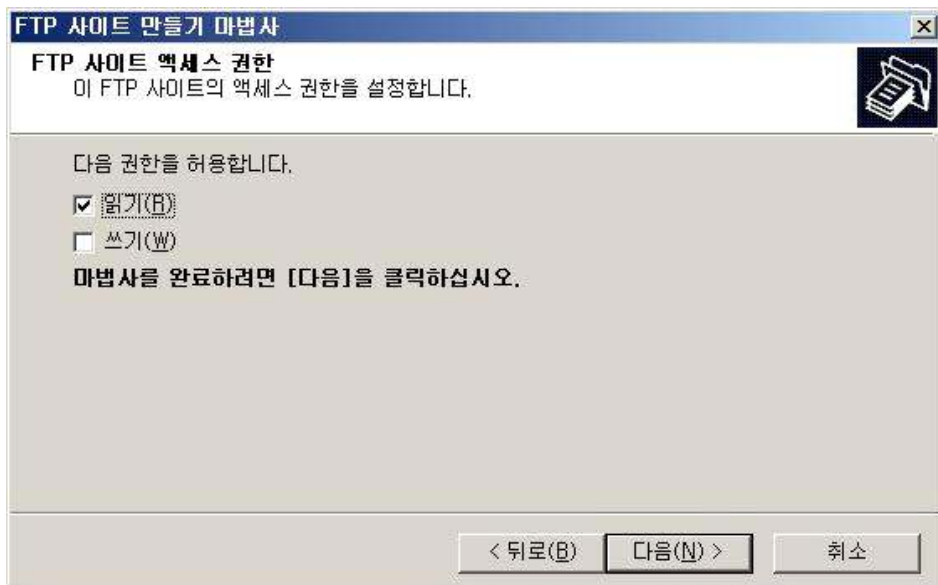 FTP 사이트 만들기 마법사
FTP 사이트 액세스 권한
이 FTP 사이트의 액세스 권한을 설정합니다.
다음 권한을 허용합니다.
읽기(R)
쓰기(W)
마법사를 완료하려면 [다음]을 클릭하십시오.
< 뒤로(B) 다음(N) > 취소